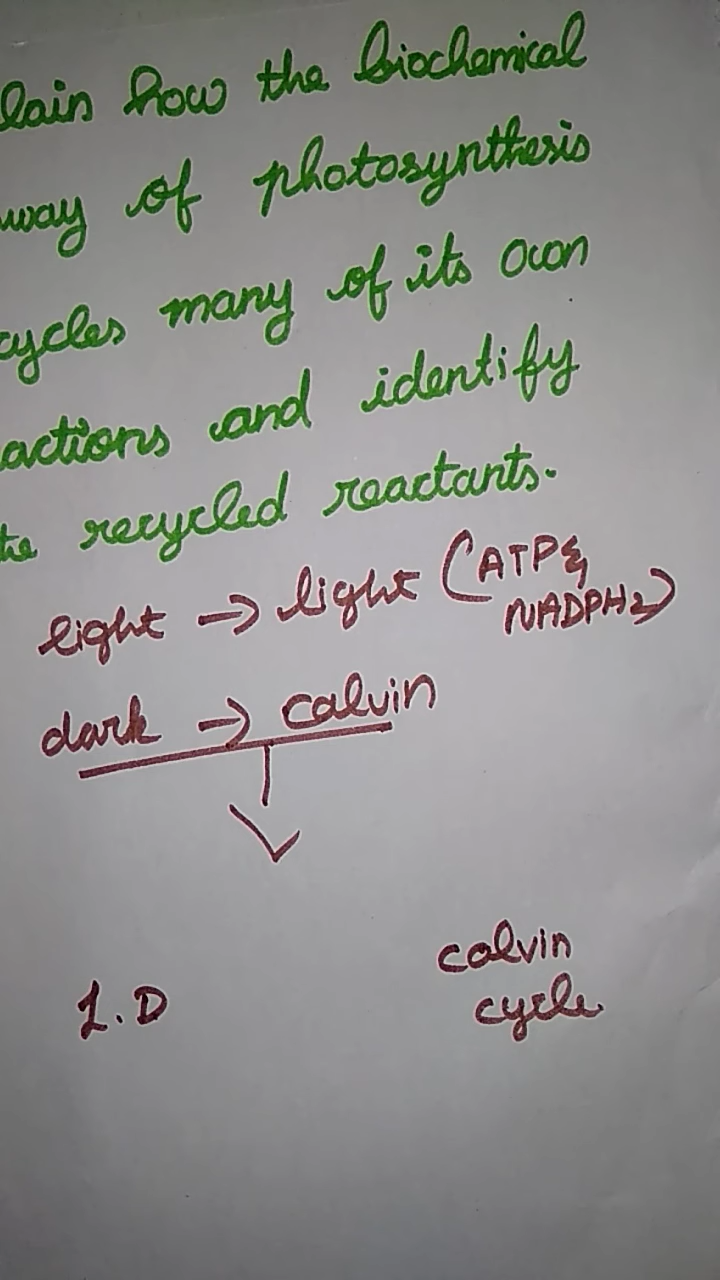 lain how the biochemical
way of photosynthesis
cycles many of its own
actions and identify
the recycled reactants.
light → light (ATP &
NADPH2)
dark → calvin
L.D
calvin
cycle